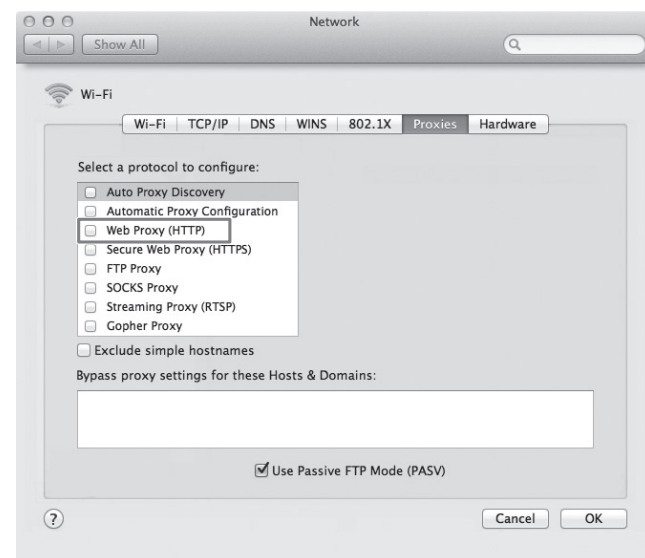 Network
Show All
Wi-Fi
Wi-Fi TCP/IP DNS WINS 802.1X Proxies Hardware
Select a protocol to configure:
Auto Proxy Discovery
Automatic Proxy Configuration
Web Proxy (HTTP)
Secure Web Proxy (HTTPS)
FTP Proxy
SOCKS Proxy
Streaming Proxy (RTSP)
Gopher Proxy
Exclude simple hostnames
Bypass proxy settings for these Hosts & Domains:
Use Passive FTP Mode (PASV)
? Cancel OK